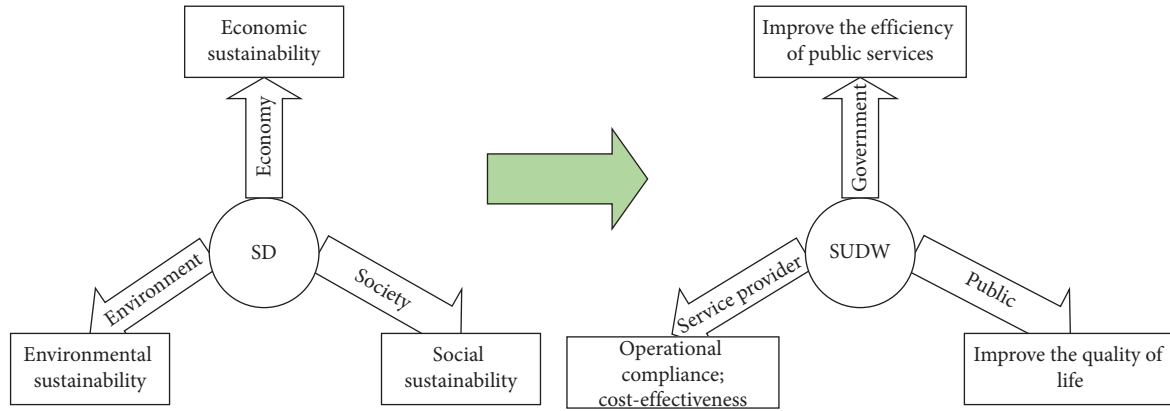 Economic
sustainability
Economy
SD
Environment
Society
Environmental
sustainability
Social
sustainability
Improve the efficiency
of public services
Government
SUDW
Service provider
Public
Operational
compliance;
cost-effectiveness
Improve the quality of
life